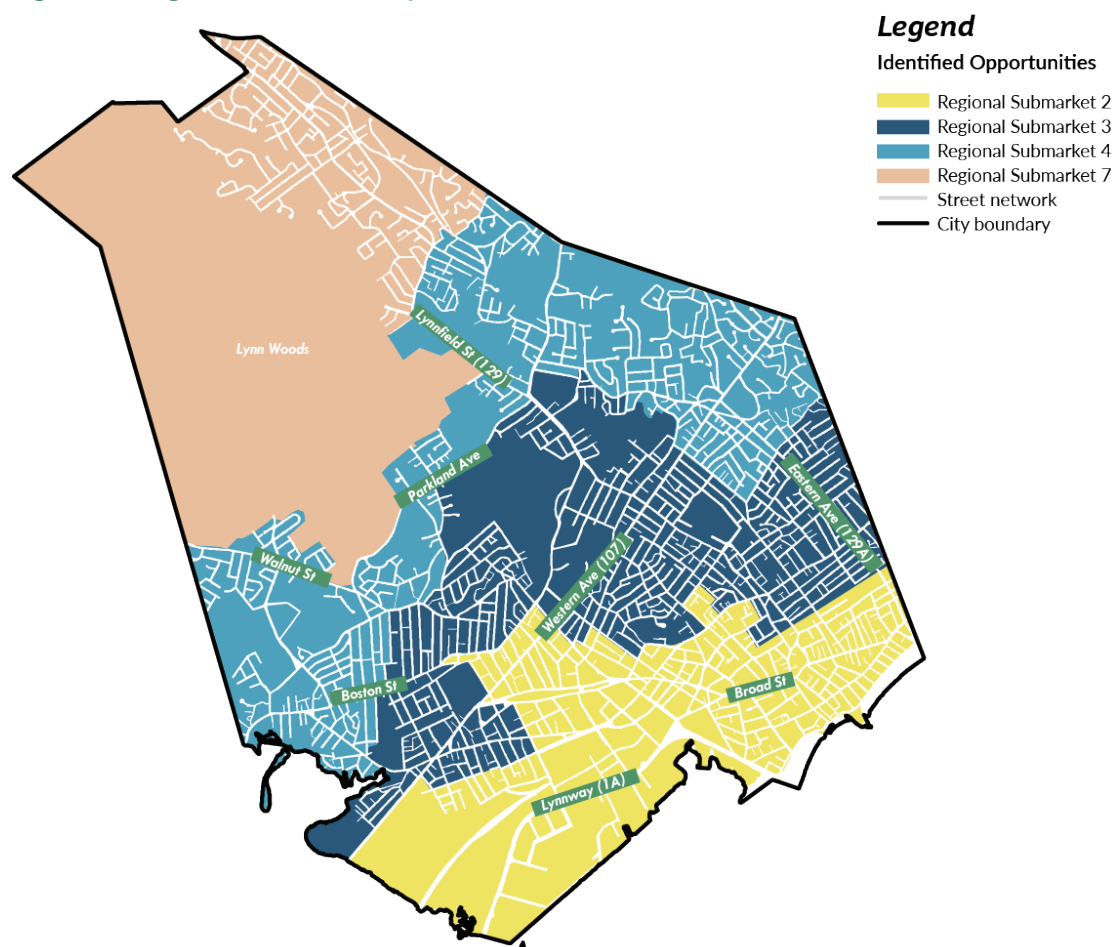 Legend
Identified Opportunities
Regional Submarket 2
Regional Submarket 3
Regional Submarket 4
Regional Submarket 7
Street network
City boundary
Lynn Woods
Lynnfield St (129)
Parkland Ave
Eastern Ave (129A)
Walnut St
Western Ave (107)
Boston St
Broad St
Lynnway (1A)